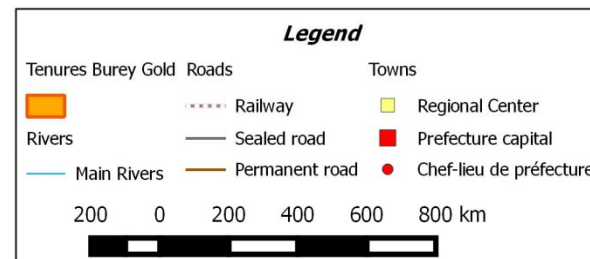 Legend
Tenures Burey Gold Roads Towns
Railway Regional Center
Rivers Sealed road Prefecture capital
Main Rivers Permanent road Chef-lieu de préfecture
200 0 200 400 600 800 km